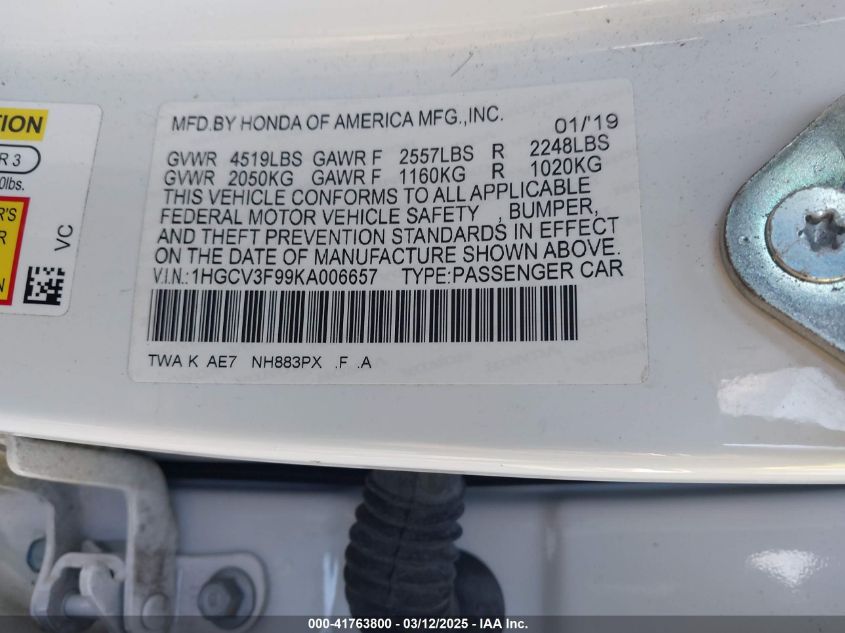 TION
R 3
0lbs.
R'S
R
N
VC
MFD.BY HONDA OF AMERICA MFG.,INC. 01/'19
GVWR 4519LBS GAWR F 2557LBS R 2248LBS
GVWR 2050KG GAWR F 1160KG R 1020KG
THIS VEHICLE CONFORMS TO ALL APPLICABLE
FEDERAL MOTOR VEHICLE SAFETY , BUMPER,
AND THEFT PREVENTION STANDARDS IN EFFECT
ON THE DATE OF MANUFACTURE SHOWN ABOVE.
V.I.N.:1HGCV3F99KA006657 TYPE:PASSENGER CAR
TWA K AE7 NH883PX .F .A
000-41763800 — 03/12/2025 — IAA Inc.